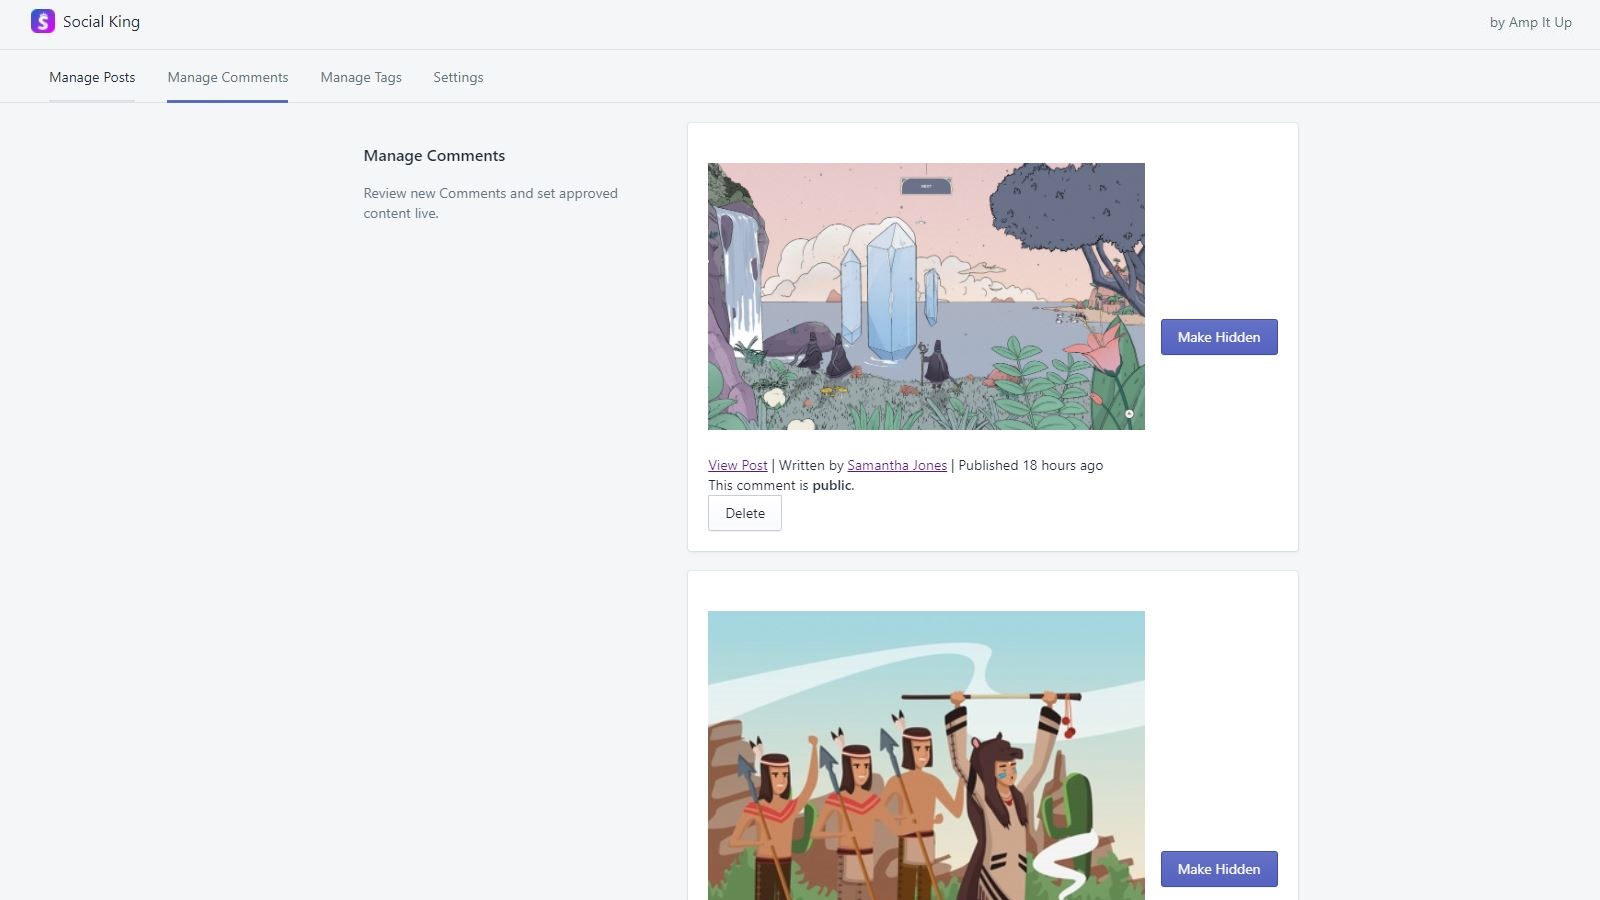 Social King
by Amp It Up
Manage Posts
Manage Comments
Manage Tags
Settings
Manage Comments
Review new Comments and set approved
content live.
NEXT
Make Hidden
View Post | Written by Samantha Jones | Published 18 hours ago
This comment is public.
Delete
Make Hidden